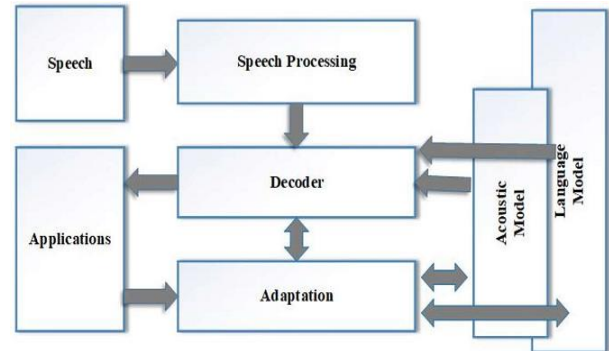 Speech
Speech Processing
Decoder
Applications
Adaptation
Acoustic
Model
Language
Model